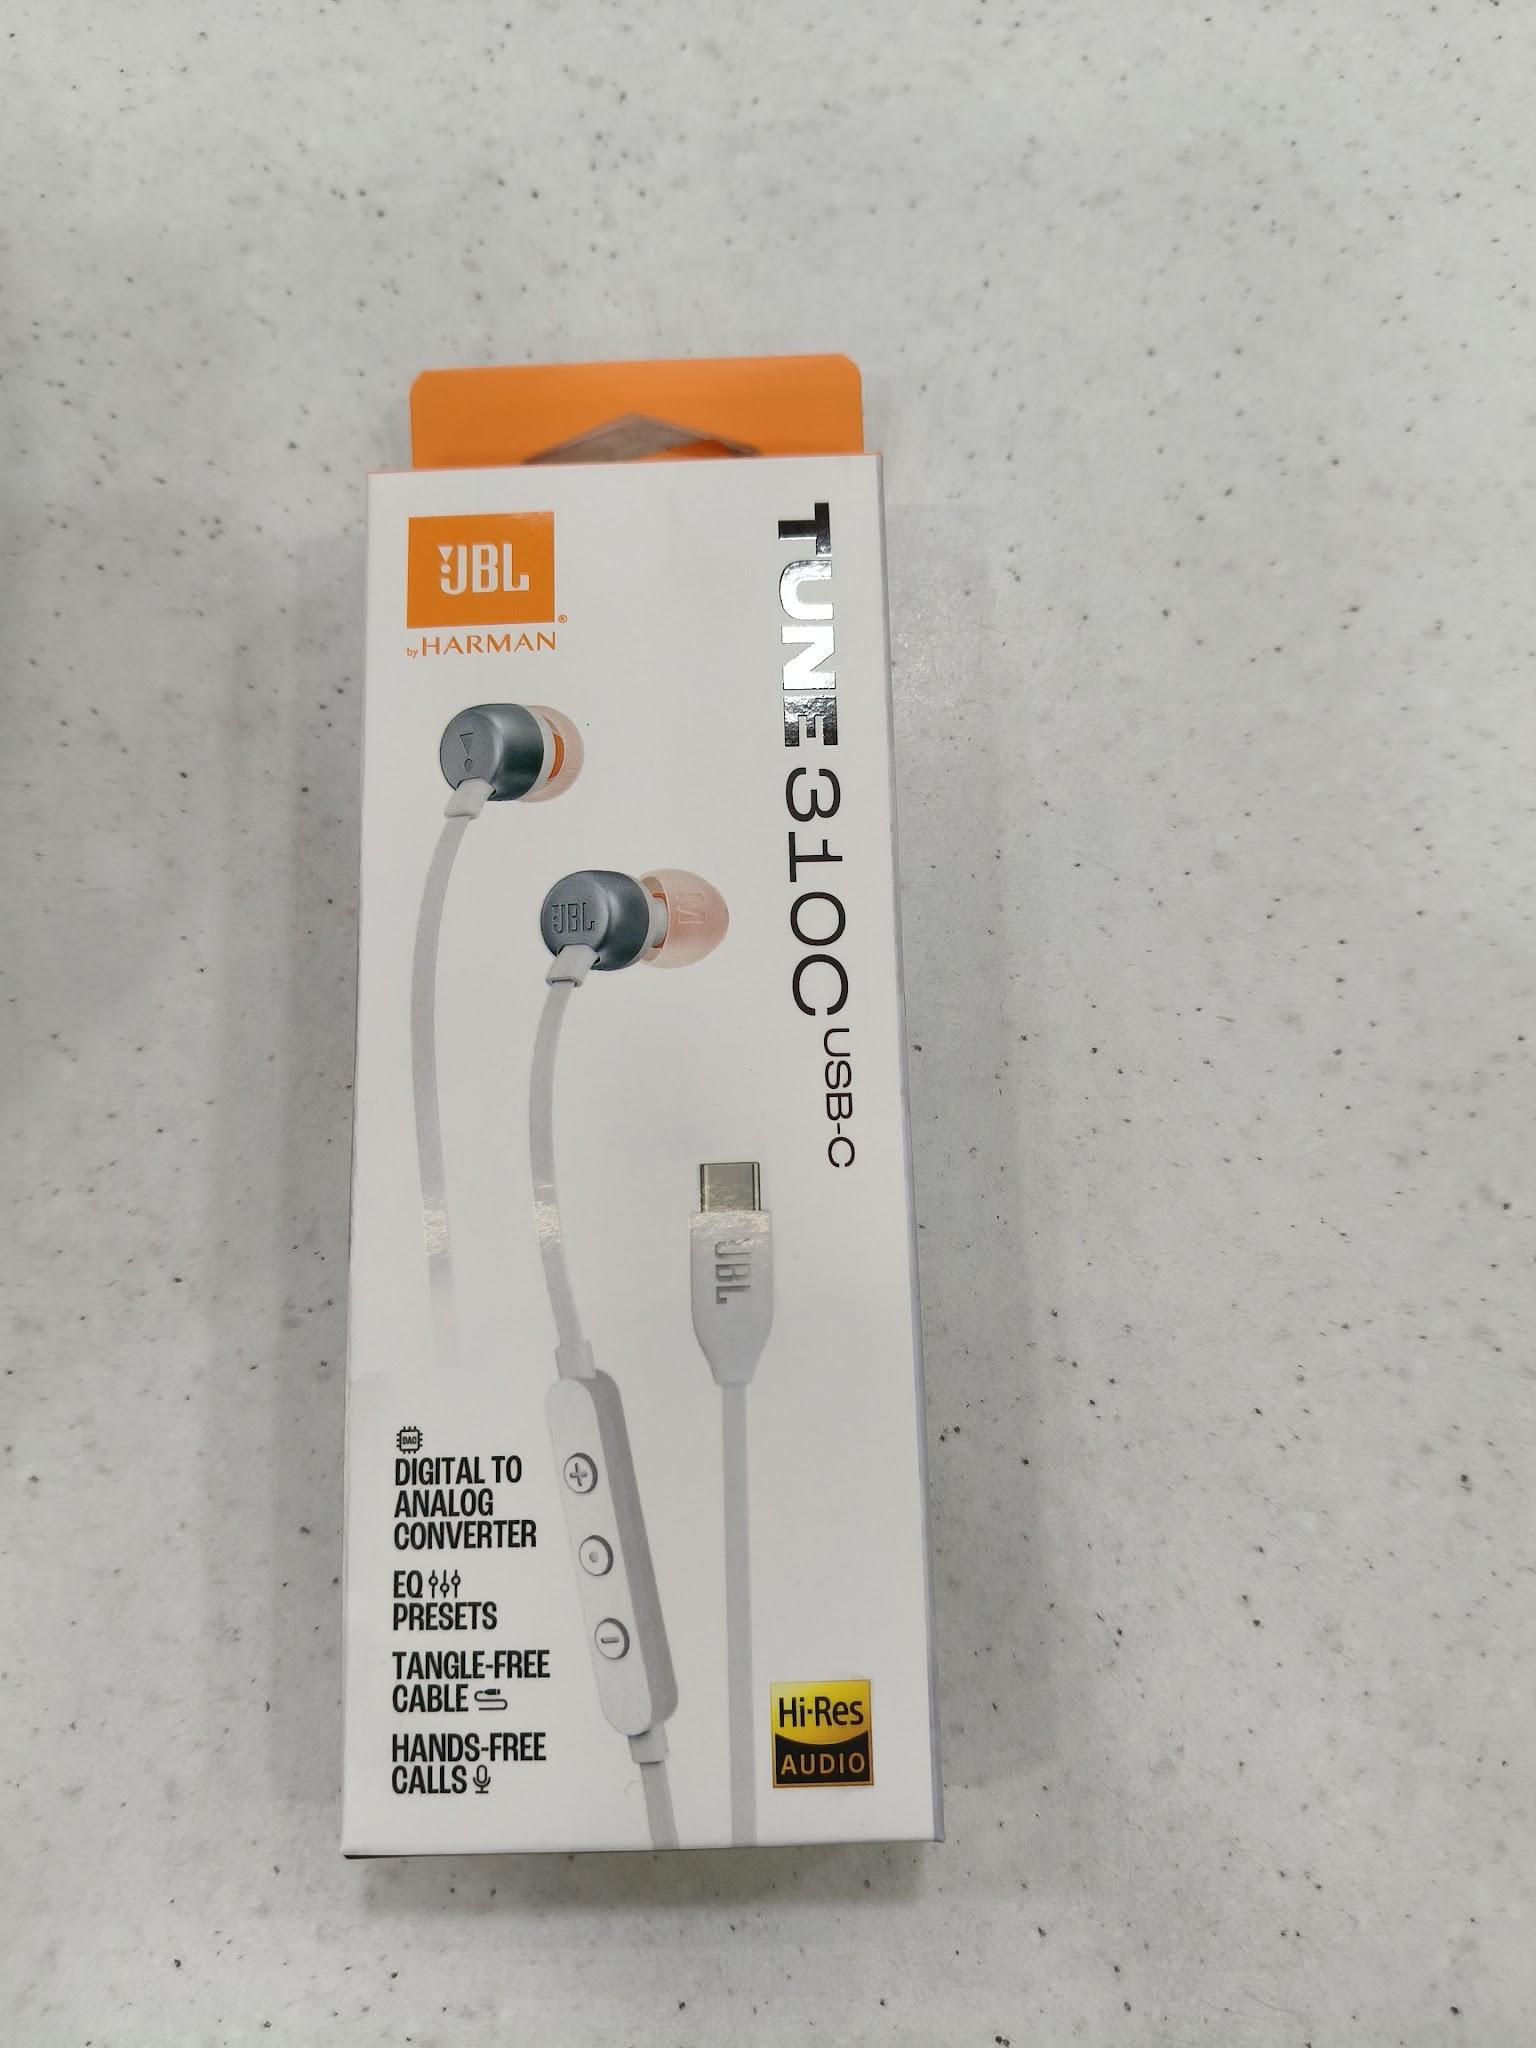 JBL
®
by HARMAN
TUNE 310C USB-C
JBL
M
JBL
DAC
DIGITAL TO
ANALOG
CONVERTER
EQ
PRESETS
TANGLE-FREE
CABLE
HANDS-FREE
CALLS
Hi-Res
AUDIO